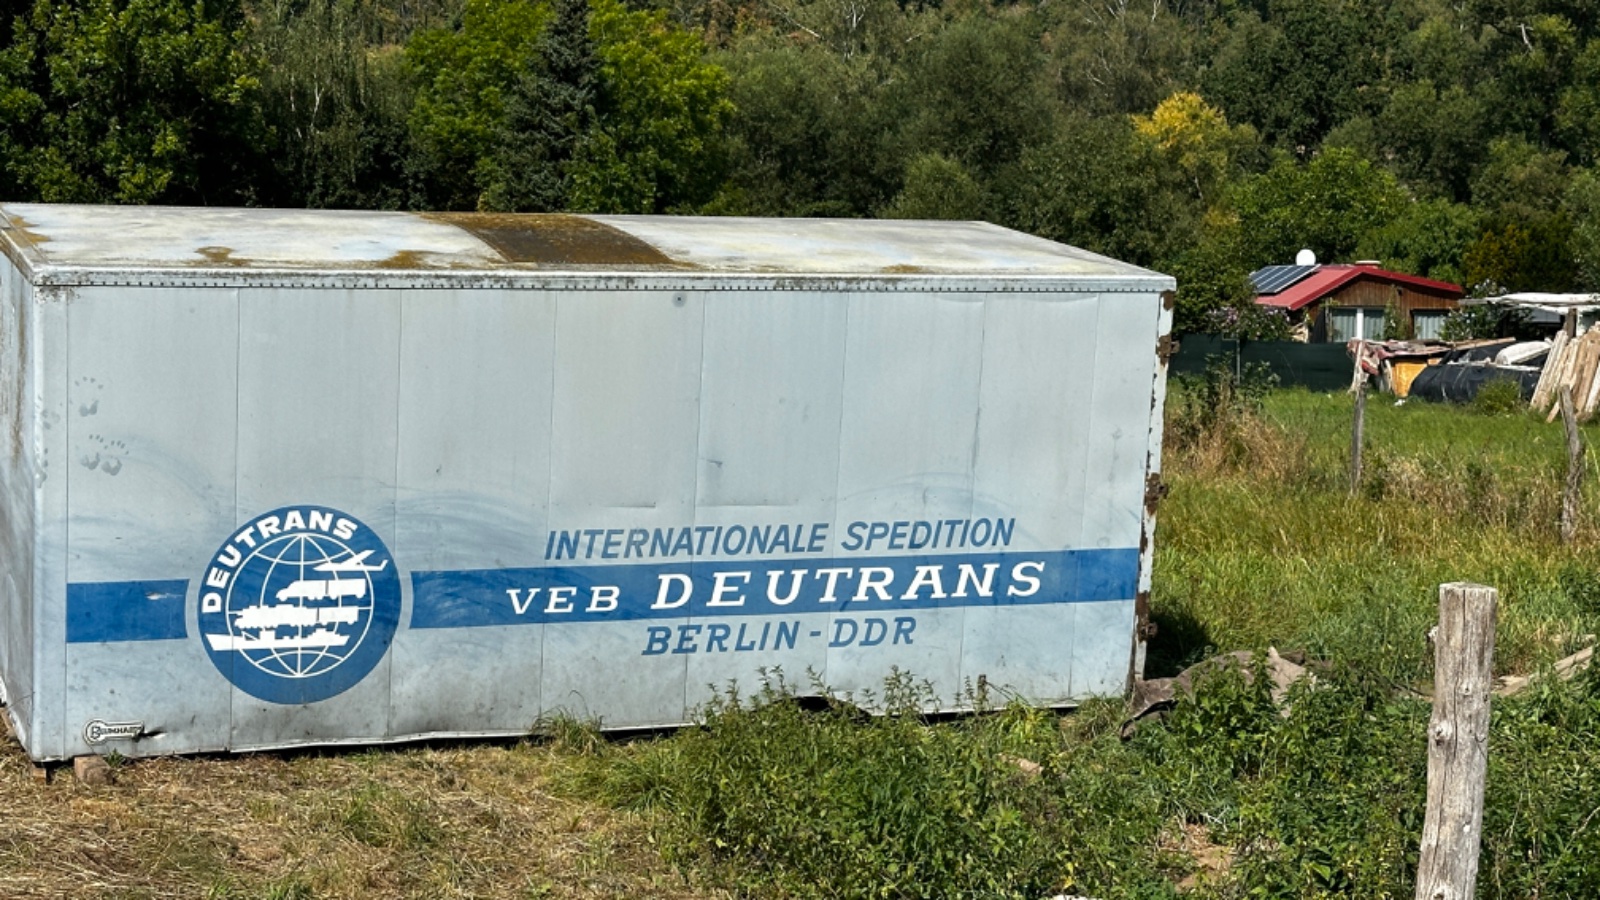 DEUTRANS
INTERNATIONALE SPEDITION
VEB DEUTRANS
BERLIN - DDR